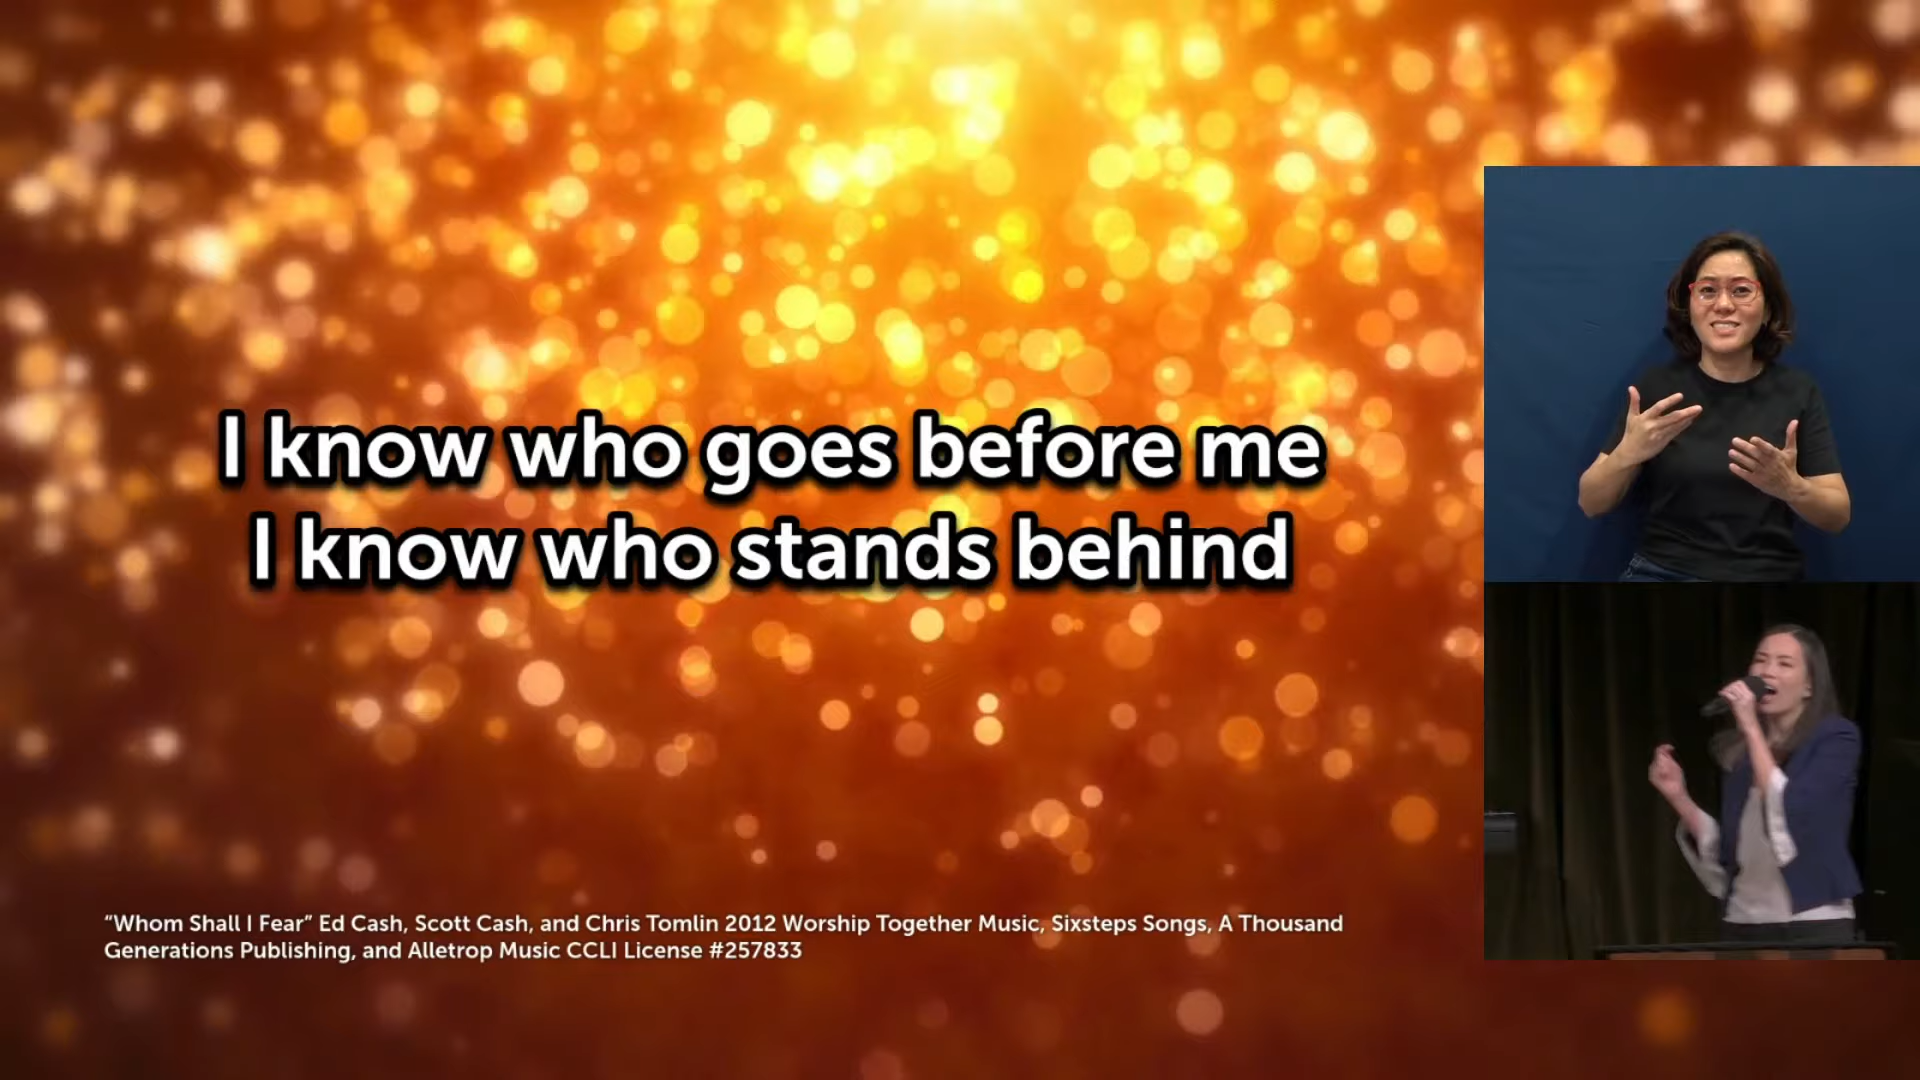 I know who goes before me
I know who stands behind
“Whom Shall I Fear” Ed Cash, Scott Cash, and Chris Tomlin 2012 Worship Together Music, Sixsteps Songs, A Thousand
Generations Publishing, and Alletrop Music CCLI License #257833